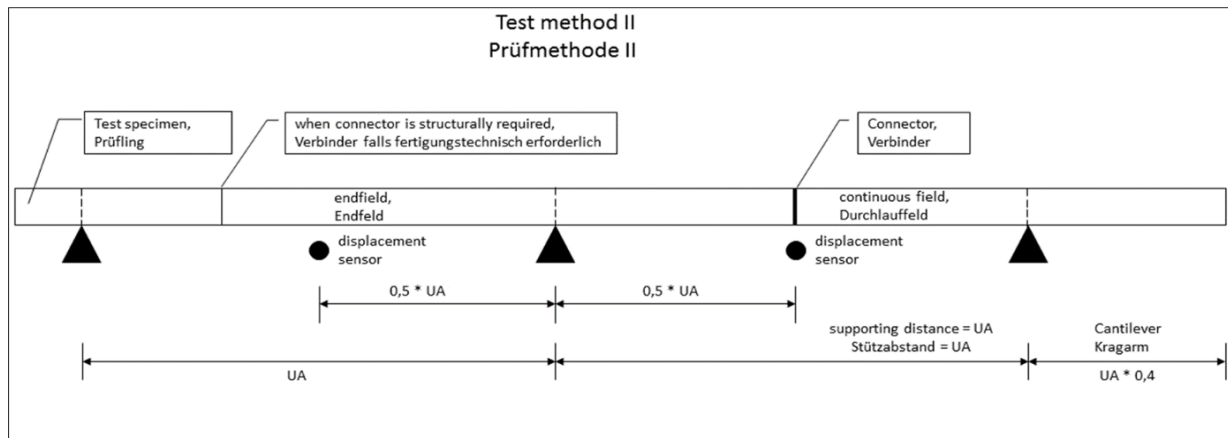 Test method II
Prüfmethode II
Test specimen,
Prüfling
when connector is structurally required,
Verbinder falls fertigungstechnisch erforderlich
Connector,
Verbinder
endfield,
Endfeld
continuous field,
Durchlauffeld
displacement
sensor
displacement
sensor
0,5 * UA
0,5 * UA
supporting distance = UA
Stützabstand = UA
Cantilever
Kragarm
UA
UA * 0,4